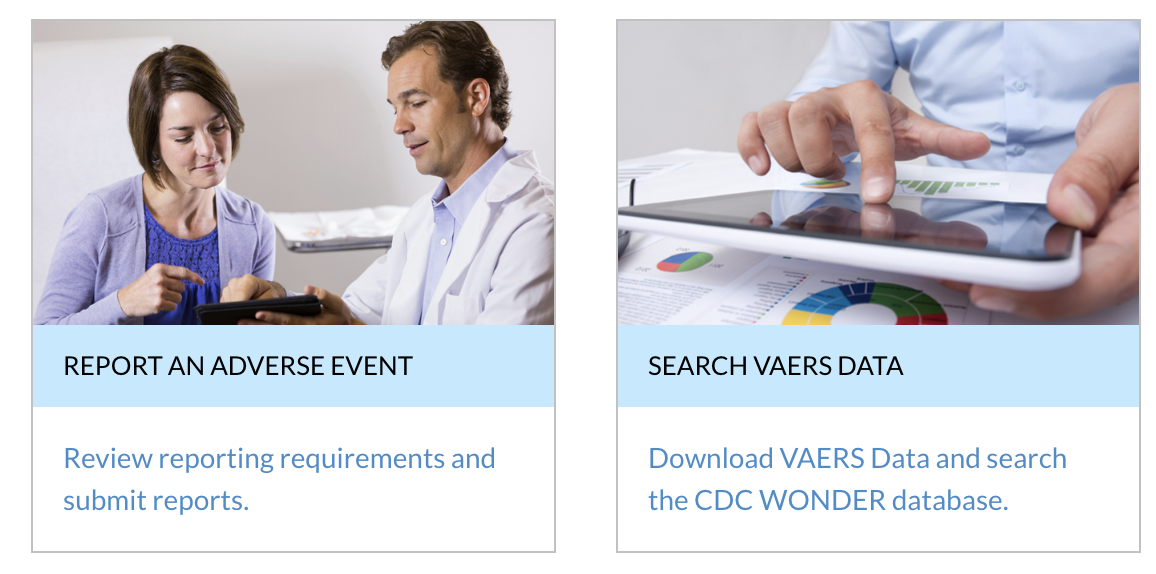 REPORT AN ADVERSE EVENT
Review reporting requirements and
submit reports.
SEARCH VAERS DATA
Download VAERS Data and search
the CDC WONDER database.